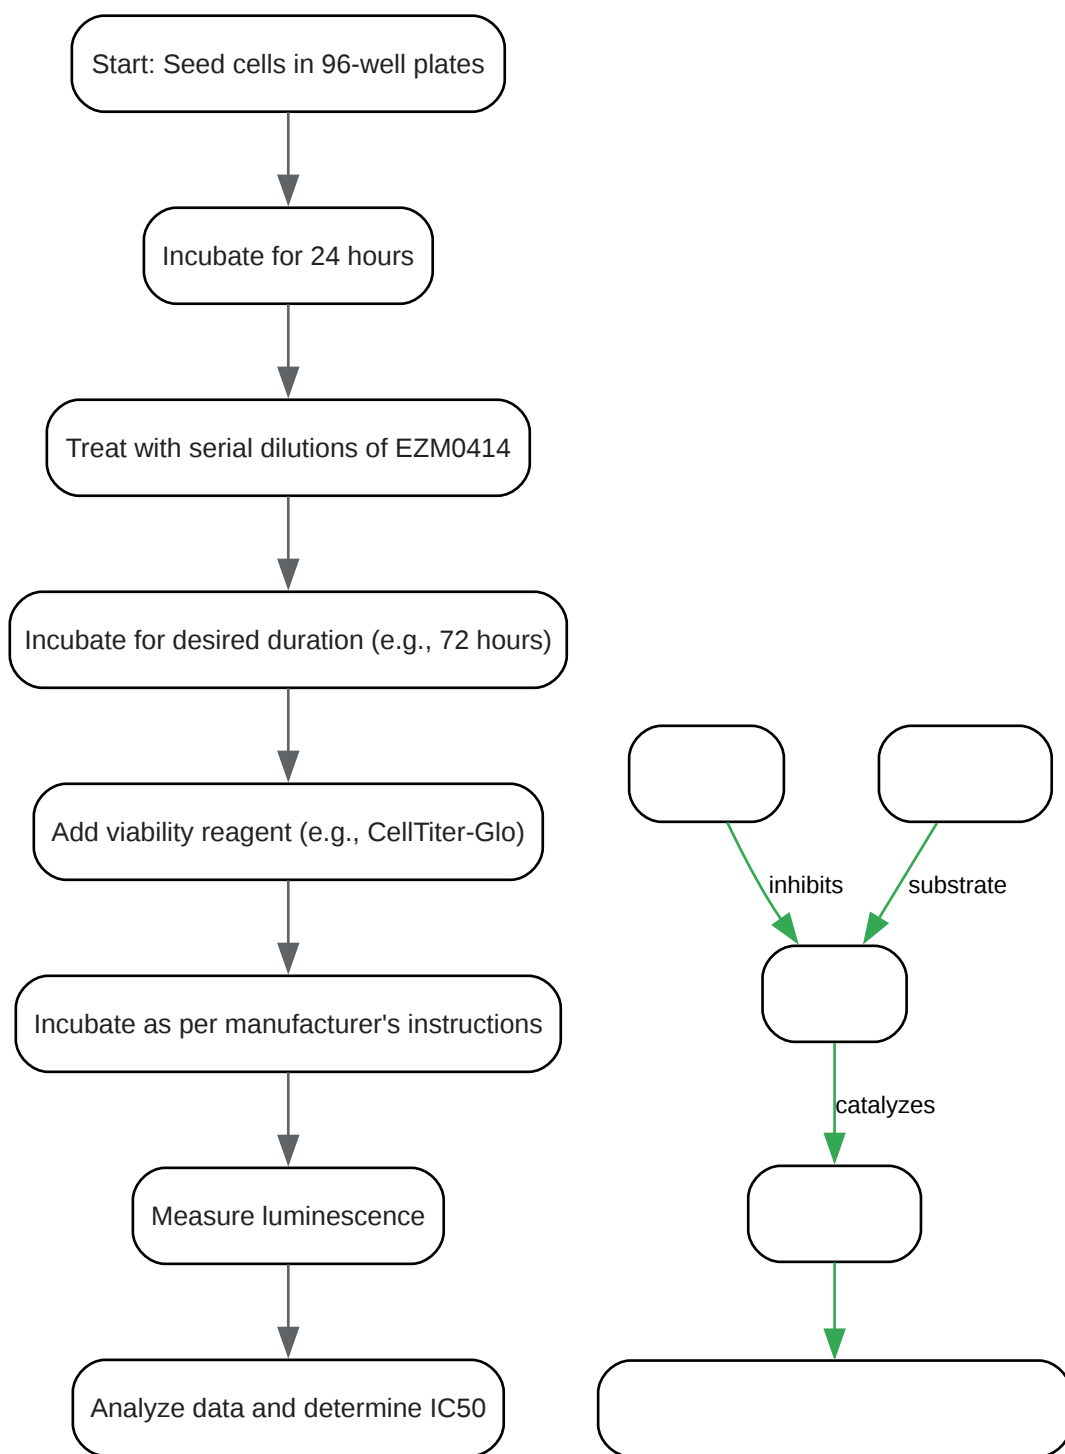 Start: Seed cells in 96-well plates
Incubate for 24 hours
Treat with serial dilutions of EZM0414
Incubate for desired duration (e.g., 72 hours)
Add viability reagent (e.g., CellTiter-Glo)
Incubate as per manufacturer's instructions
Measure luminescence
Analyze data and determine IC50
inhibits
substrate
catalyzes